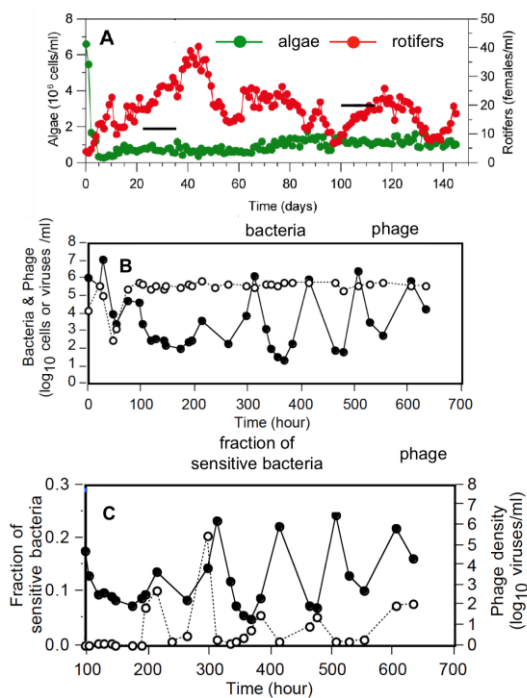 A
algae
rotifers
Algae (10⁶ cells/ml)
Rotifers (females/ml)
8
6
4
2
0
50
40
30
20
10
0
0 20 40 60 80 100 120 140
Time (days)
bacteria phage
B
Bacteria & Phage
(log₁₀ cells or viruses /ml)
8
7
6
5
4
3
2
1
0
0 100 200 300 400 500 600 700
Time (hour)
fraction of
sensitive bacteria
phage
C
Fraction of
sensitive bacteria
Phage density
(log₁₀ viruses/ml)
0.3
0.2
0.1
0.0
8
7
6
5
4
3
2
1
0
100 200 300 400 500 600 700
Time (hour)